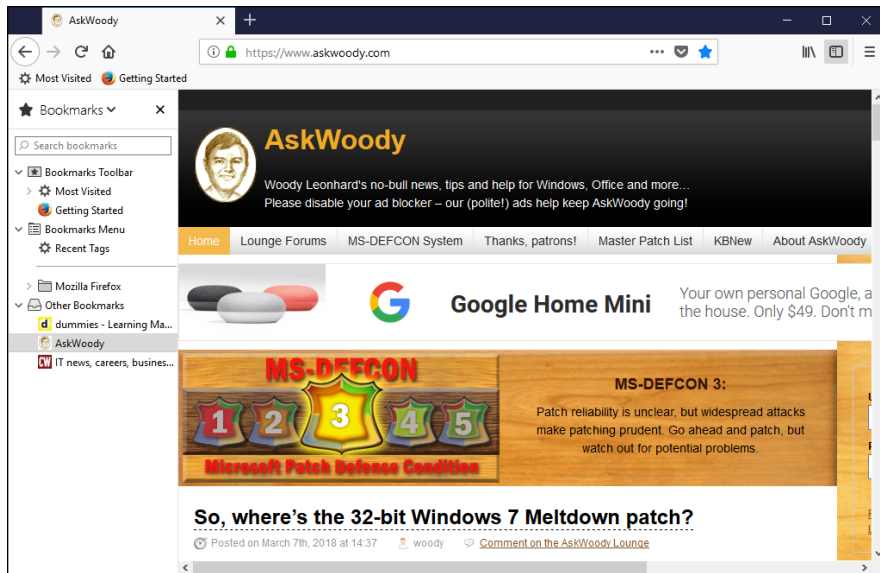 AskWoody
https://www.askwoody.com
Most Visited
Getting Started
Bookmarks
Search bookmarks
Bookmarks Toolbar
Most Visited
Getting Started
Bookmarks Menu
Recent Tags
Mozilla Firefox
Other Bookmarks
d dummies - Learning Ma...
AskWoody
CW IT news, careers, busines...
AskWoody
Woody Leonhard's no-bull news, tips and help for Windows, Office and more…
Please disable your ad blocker – our (polite!) ads help keep AskWoody going!
Home Lounge Forums MS-DEFCON System Thanks, patrons! Master Patch List KBNew About AskWoody
G Google Home Mini
Your own personal Google, a
the house. Only $49. Don't m
MS-DEFCON
1 2 3 4 5
Microsoft Patch Defense Condition
MS-DEFCON 3:
Patch reliability is unclear, but widespread attacks
make patching prudent. Go ahead and patch, but
watch out for potential problems.
So, where's the 32-bit Windows 7 Meltdown patch?
Posted on March 7th, 2018 at 14:37 woody Comment on the AskWoody Lounge